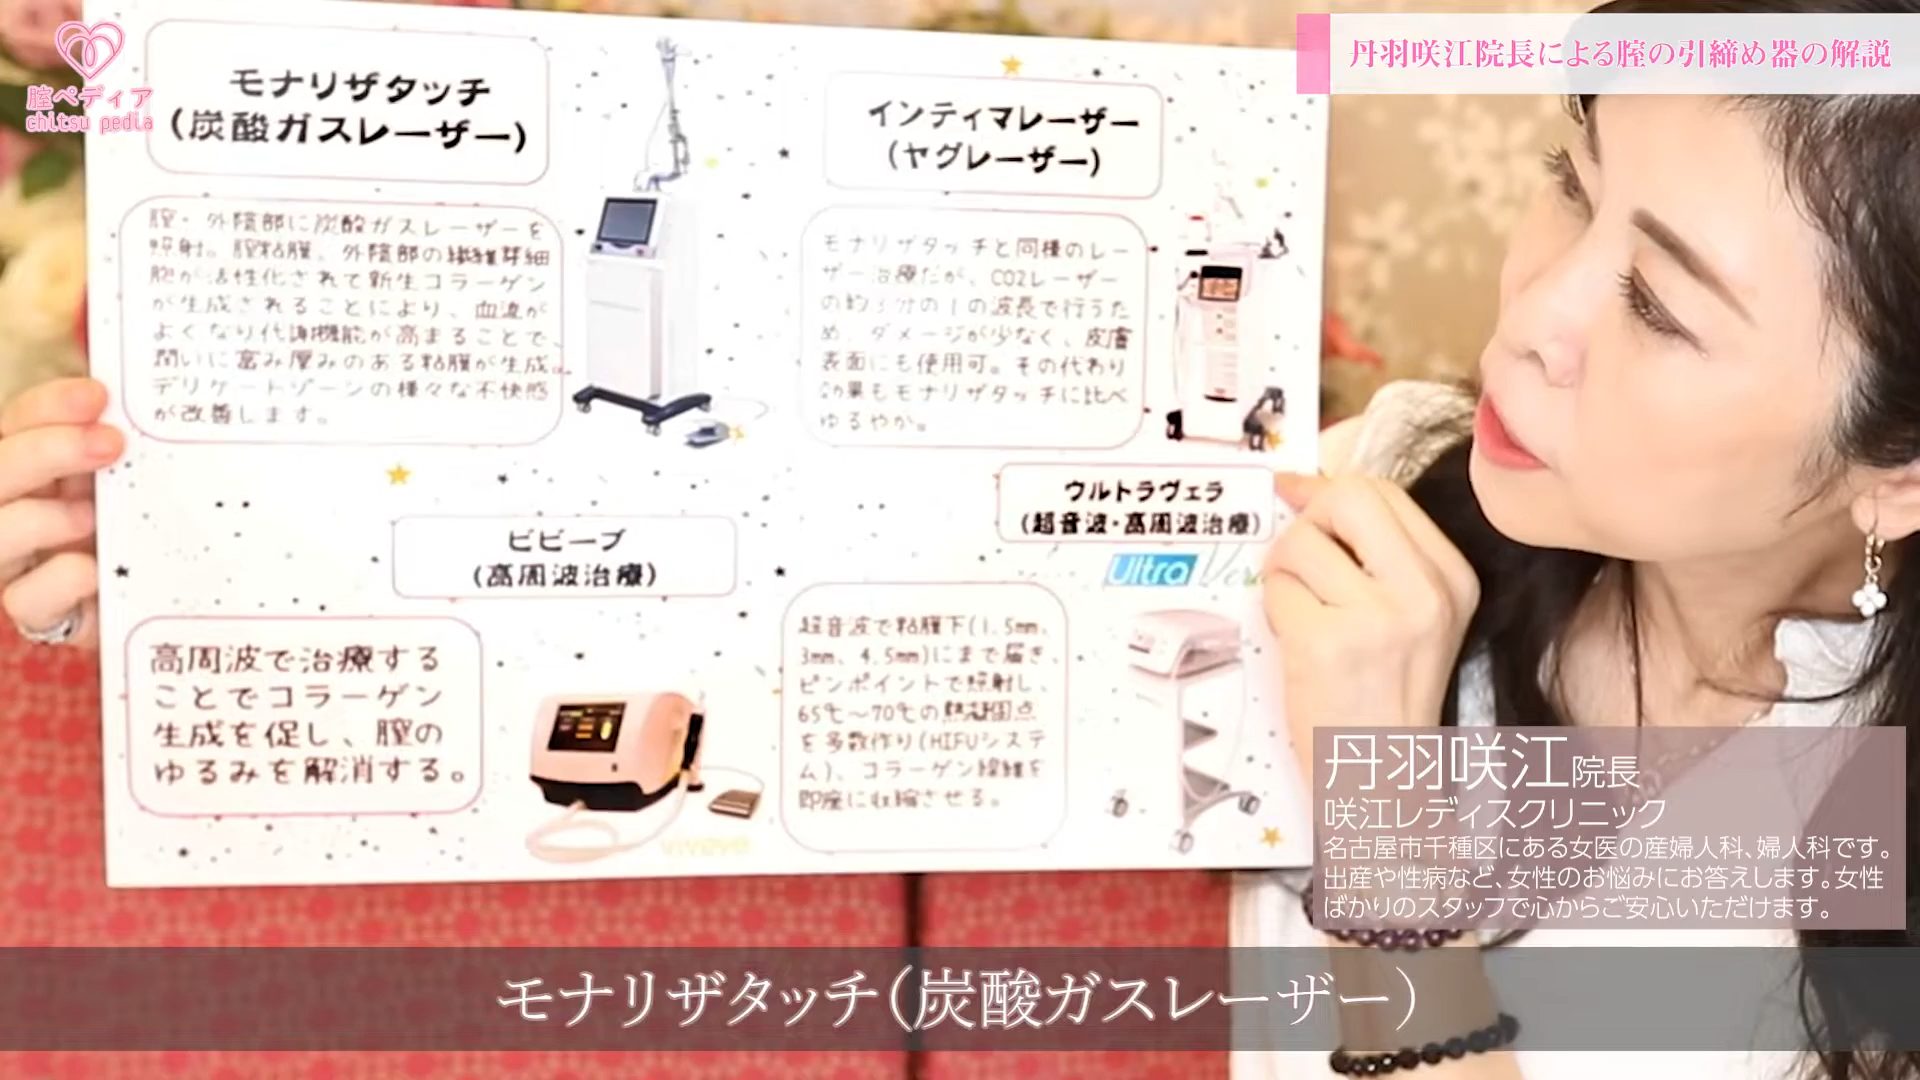 膣ペディア
chitsu pedia
丹羽咲江院長による膣の引締め器の解説
モナリザタッチ
(炭酸ガスレーザー)
膣・外陰部に炭酸ガスレーザーを
照射。膣粘膜、外陰部の繊維芽細
胞が活性化されて新生コラーゲン
が生成されることにより、血流が
よくなり代謝機能が高まることで、
潤いに富み厚みのある粘膜が生成。
デリケートゾーンの様々な不快感
が改善します。
インティマレーザー
(ヤグレーザー)
モナリザタッチと同様のレー
ザー治療だが、CO2レーザー
の約3分の1の波長で行うた
め、ダメージが少なく、皮膚
表面にも使用可。その代わり
効果もモナリザタッチに比べ
ゆるやか。
ビビーブ
(高周波治療)
高周波で治療する
ことでコラーゲン
生成を促し、膣の
ゆるみを解消する。
viveve
ウルトラヴェラ
(超音波・高周波治療)
Ultra Vera
超音波で粘膜下(1.5mm、
3mm、4.5mm)にまで届き、
ピンポイントで照射し、
65℃～70℃の熱凝固点
を多数作り(HIFUシステ
ム)、コラーゲン繊維を
即座に収縮させる。
丹羽咲江院長
咲江レディスクリニック
名古屋市千種区にある女医の産婦人科、婦人科です。
出産や性病など、女性のお悩みにお答えします。女性
ばかりのスタッフで心からご安心いただけます。
モナリザタッチ(炭酸ガスレーザー)